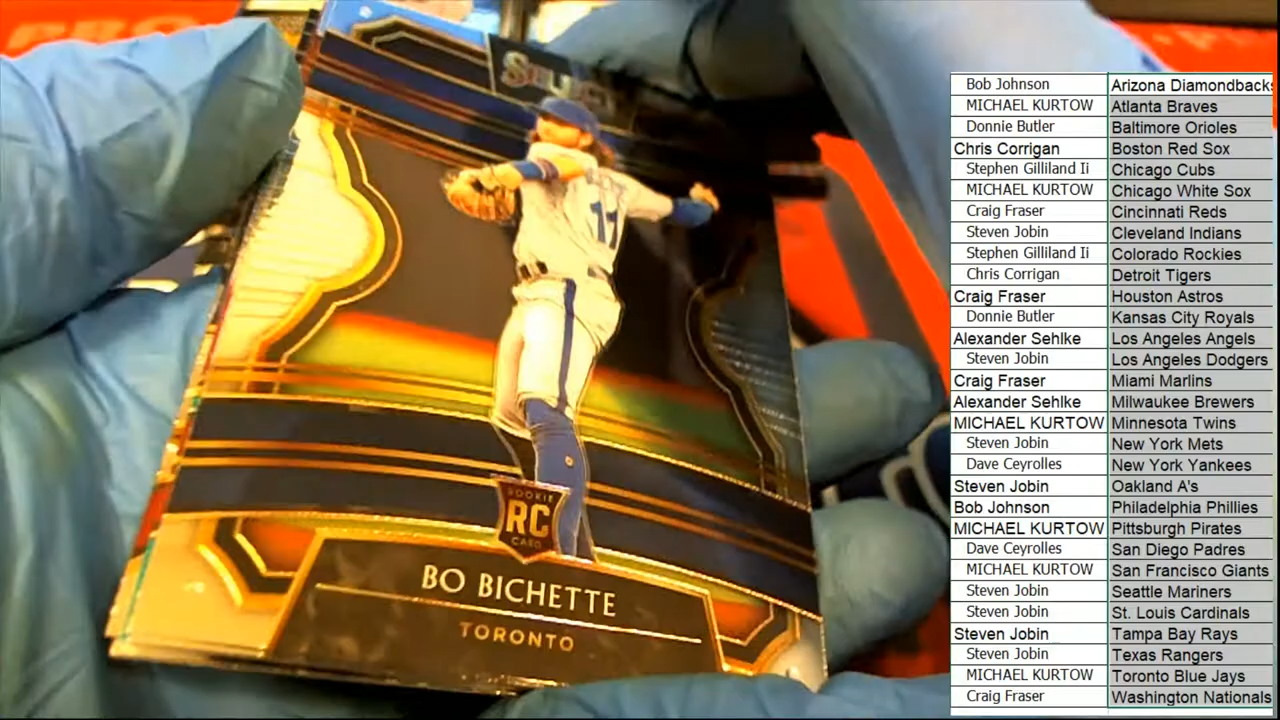 SELECT
11
ROOKIE
RC
CARD
BO BICHETTE
TORONTO
Bob Johnson Arizona Diamondbacks
MICHAEL KURTOW Atlanta Braves
Donnie Butler Baltimore Orioles
Chris Corrigan Boston Red Sox
Stephen Gilliland Ii Chicago Cubs
MICHAEL KURTOW Chicago White Sox
Craig Fraser Cincinnati Reds
Steven Jobin Cleveland Indians
Stephen Gilliland Ii Colorado Rockies
Chris Corrigan Detroit Tigers
Craig Fraser Houston Astros
Donnie Butler Kansas City Royals
Alexander Sehlke Los Angeles Angels
Steven Jobin Los Angeles Dodgers
Craig Fraser Miami Marlins
Alexander Sehlke Milwaukee Brewers
MICHAEL KURTOW Minnesota Twins
Steven Jobin New York Mets
Dave Ceyrolles New York Yankees
Steven Jobin Oakland A's
Bob Johnson Philadelphia Phillies
MICHAEL KURTOW Pittsburgh Pirates
Dave Ceyrolles San Diego Padres
MICHAEL KURTOW San Francisco Giants
Steven Jobin Seattle Mariners
Steven Jobin St. Louis Cardinals
Steven Jobin Tampa Bay Rays
Steven Jobin Texas Rangers
MICHAEL KURTOW Toronto Blue Jays
Craig Fraser Washington Nationals